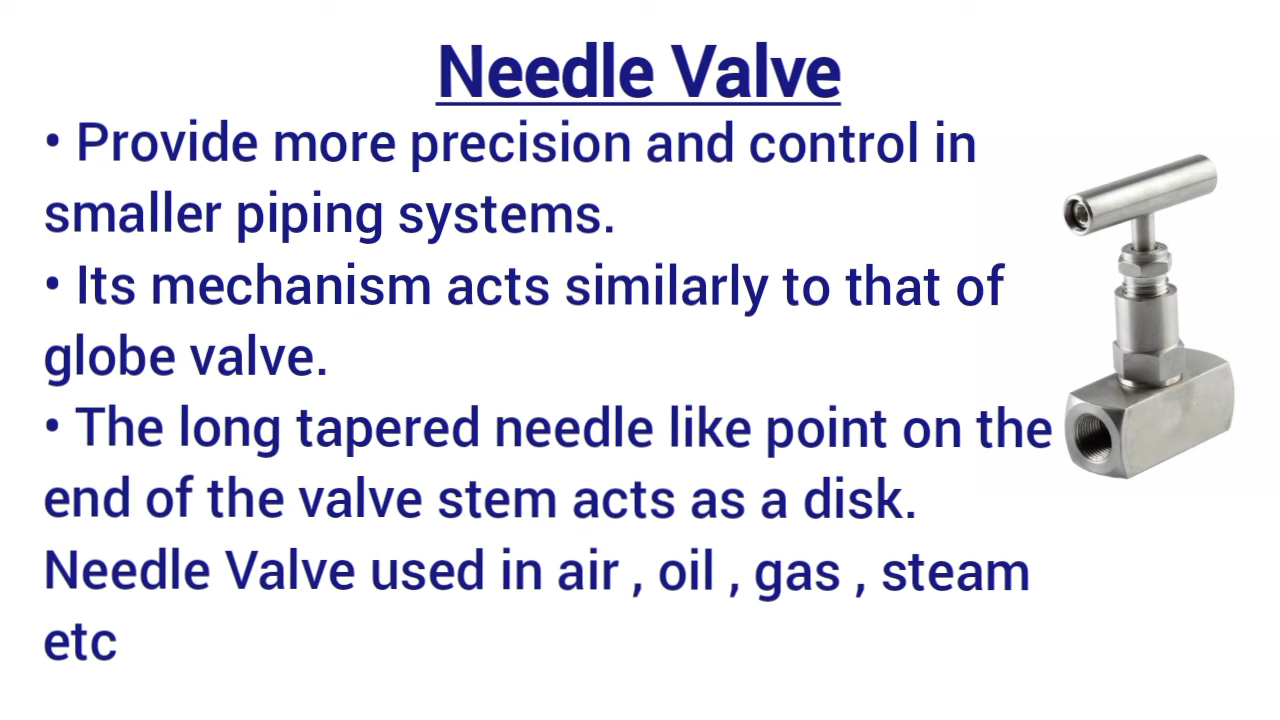 Needle Valve
• Provide more precision and control in
smaller piping systems.
• Its mechanism acts similarly to that of
globe valve.
• The long tapered needle like point on the
end of the valve stem acts as a disk.
Needle Valve used in air , oil , gas , steam
etc